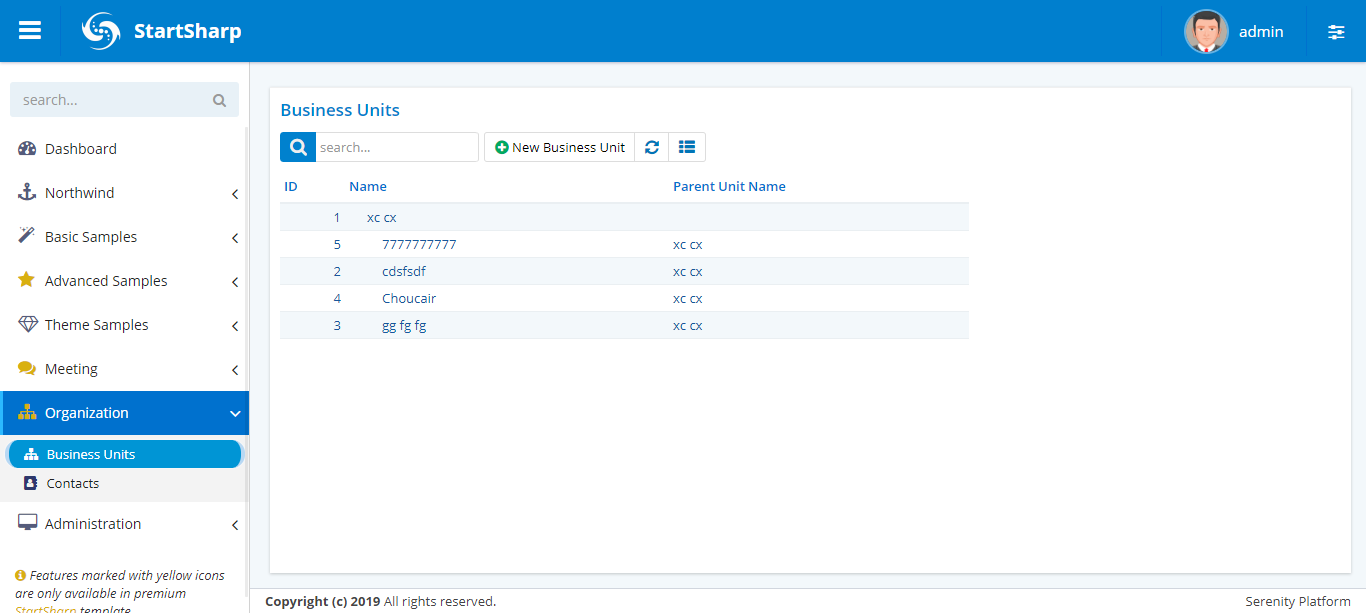 StartSharp
admin
search...
Dashboard
Northwind
Basic Samples
Advanced Samples
Theme Samples
Meeting
Organization
Business Units
Contacts
Administration
Features marked with yellow icons
are only available in premium
StartSharp template
Business Units
search...
New Business Unit
ID Name Parent Unit Name
1 xc cx
5 7777777777 xc cx
2 cdsfsdf xc cx
4 Choucair xc cx
3 gg fg fg xc cx
Copyright (c) 2019 All rights reserved.
Serenity Platform